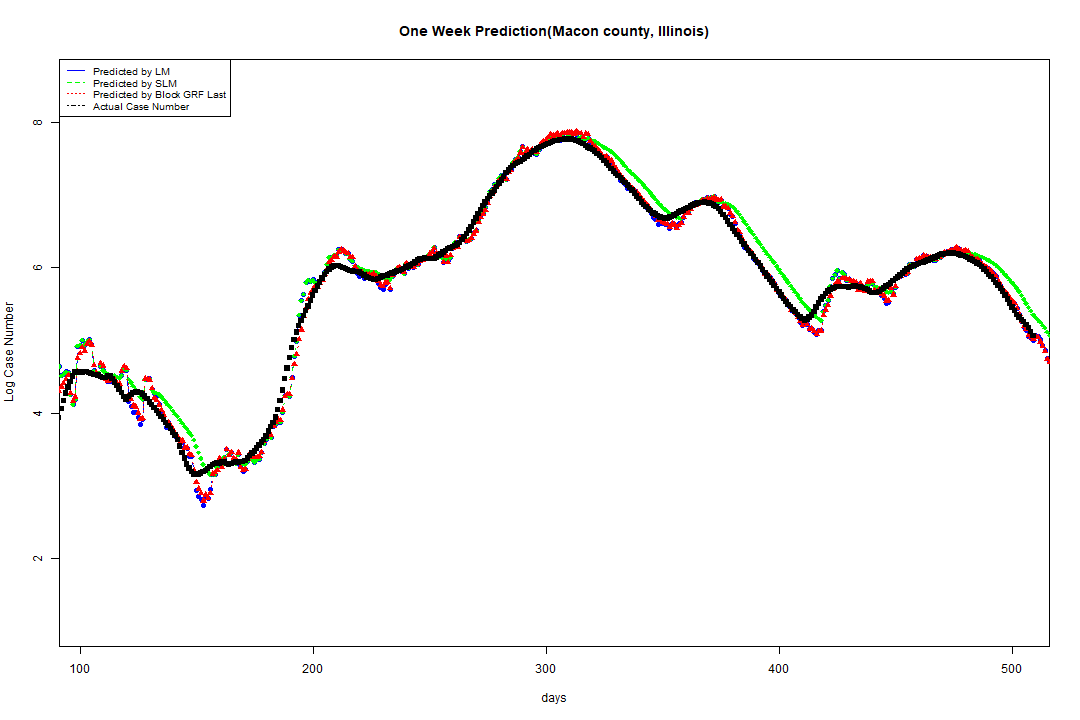 One Week Prediction(Macon county, Illinois)
Predicted by LM
Predicted by SLM
Predicted by Block GRF Last
Actual Case Number
8
6
4
2
Log Case Number
100 200 300 400 500
days